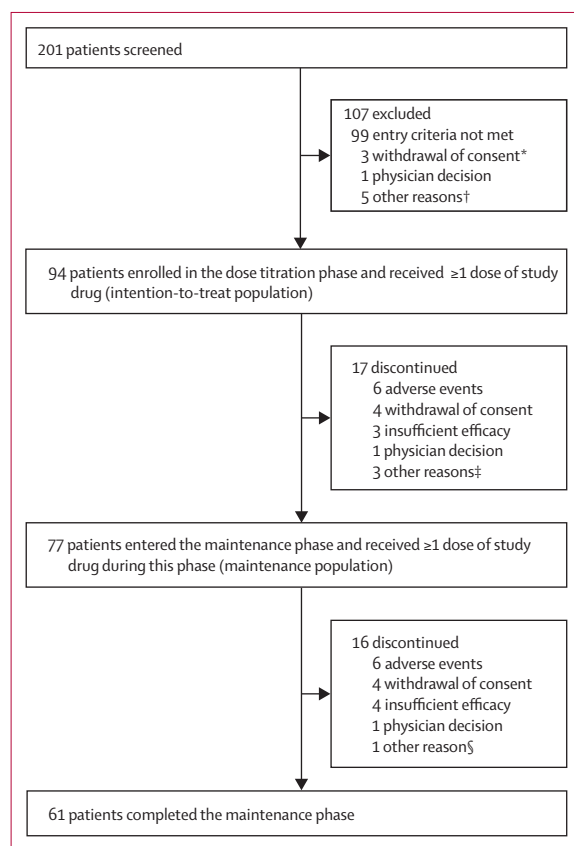 201 patients screened
107 excluded
99 entry criteria not met
3 withdrawal of consent*
1 physician decision
5 other reasons†
94 patients enrolled in the dose titration phase and received ≥1 dose of study
drug (intention-to-treat population)
17 discontinued
6 adverse events
4 withdrawal of consent
3 insufficient efficacy
1 physician decision
3 other reasons‡
77 patients entered the maintenance phase and received ≥1 dose of study
drug during this phase (maintenance population)
16 discontinued
6 adverse events
4 withdrawal of consent
4 insufficient efficacy
1 physician decision
1 other reason§
61 patients completed the maintenance phase